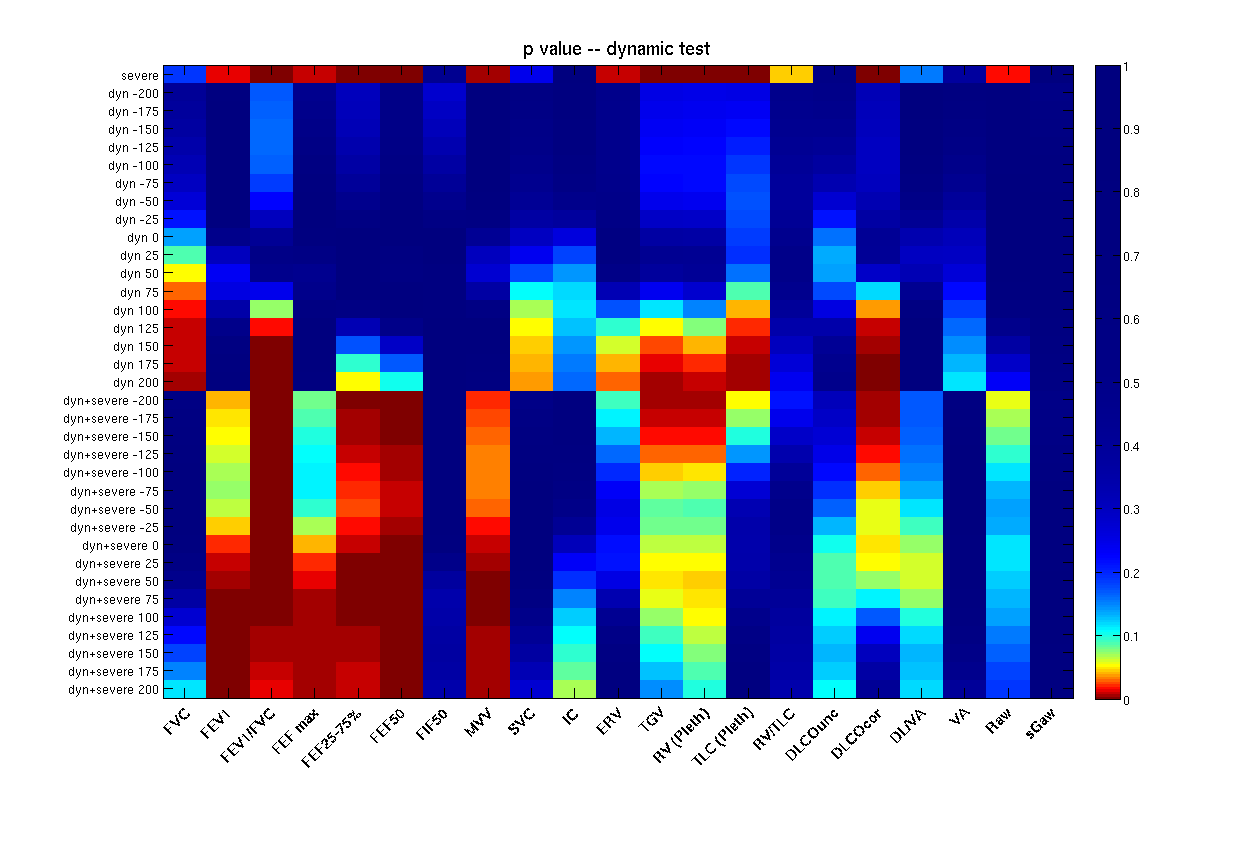 p value -- dynamic test
severe
dyn -200
dyn -175
dyn -150
dyn -125
dyn -100
dyn -75
dyn -50
dyn -25
dyn 0
dyn 25
dyn 50
dyn 75
dyn 100
dyn 125
dyn 150
dyn 175
dyn 200
dyn+severe -200
dyn+severe -175
dyn+severe -150
dyn+severe -125
dyn+severe -100
dyn+severe -75
dyn+severe -50
dyn+severe -25
dyn+severe 0
dyn+severe 25
dyn+severe 50
dyn+severe 75
dyn+severe 100
dyn+severe 125
dyn+severe 150
dyn+severe 175
dyn+severe 200
FVC
FEV1
FEV1/FVC
FEF max
FEF25-75%
FEF50
FIF50
MVV
SVC
IC
ERV
TGV
RV (Pleth)
TLC (Pleth)
RV/TLC
DLCOunc
DLCOcor
DL/VA
VA
Raw
sGaw
1
0.9
0.8
0.7
0.6
0.5
0.4
0.3
0.2
0.1
0